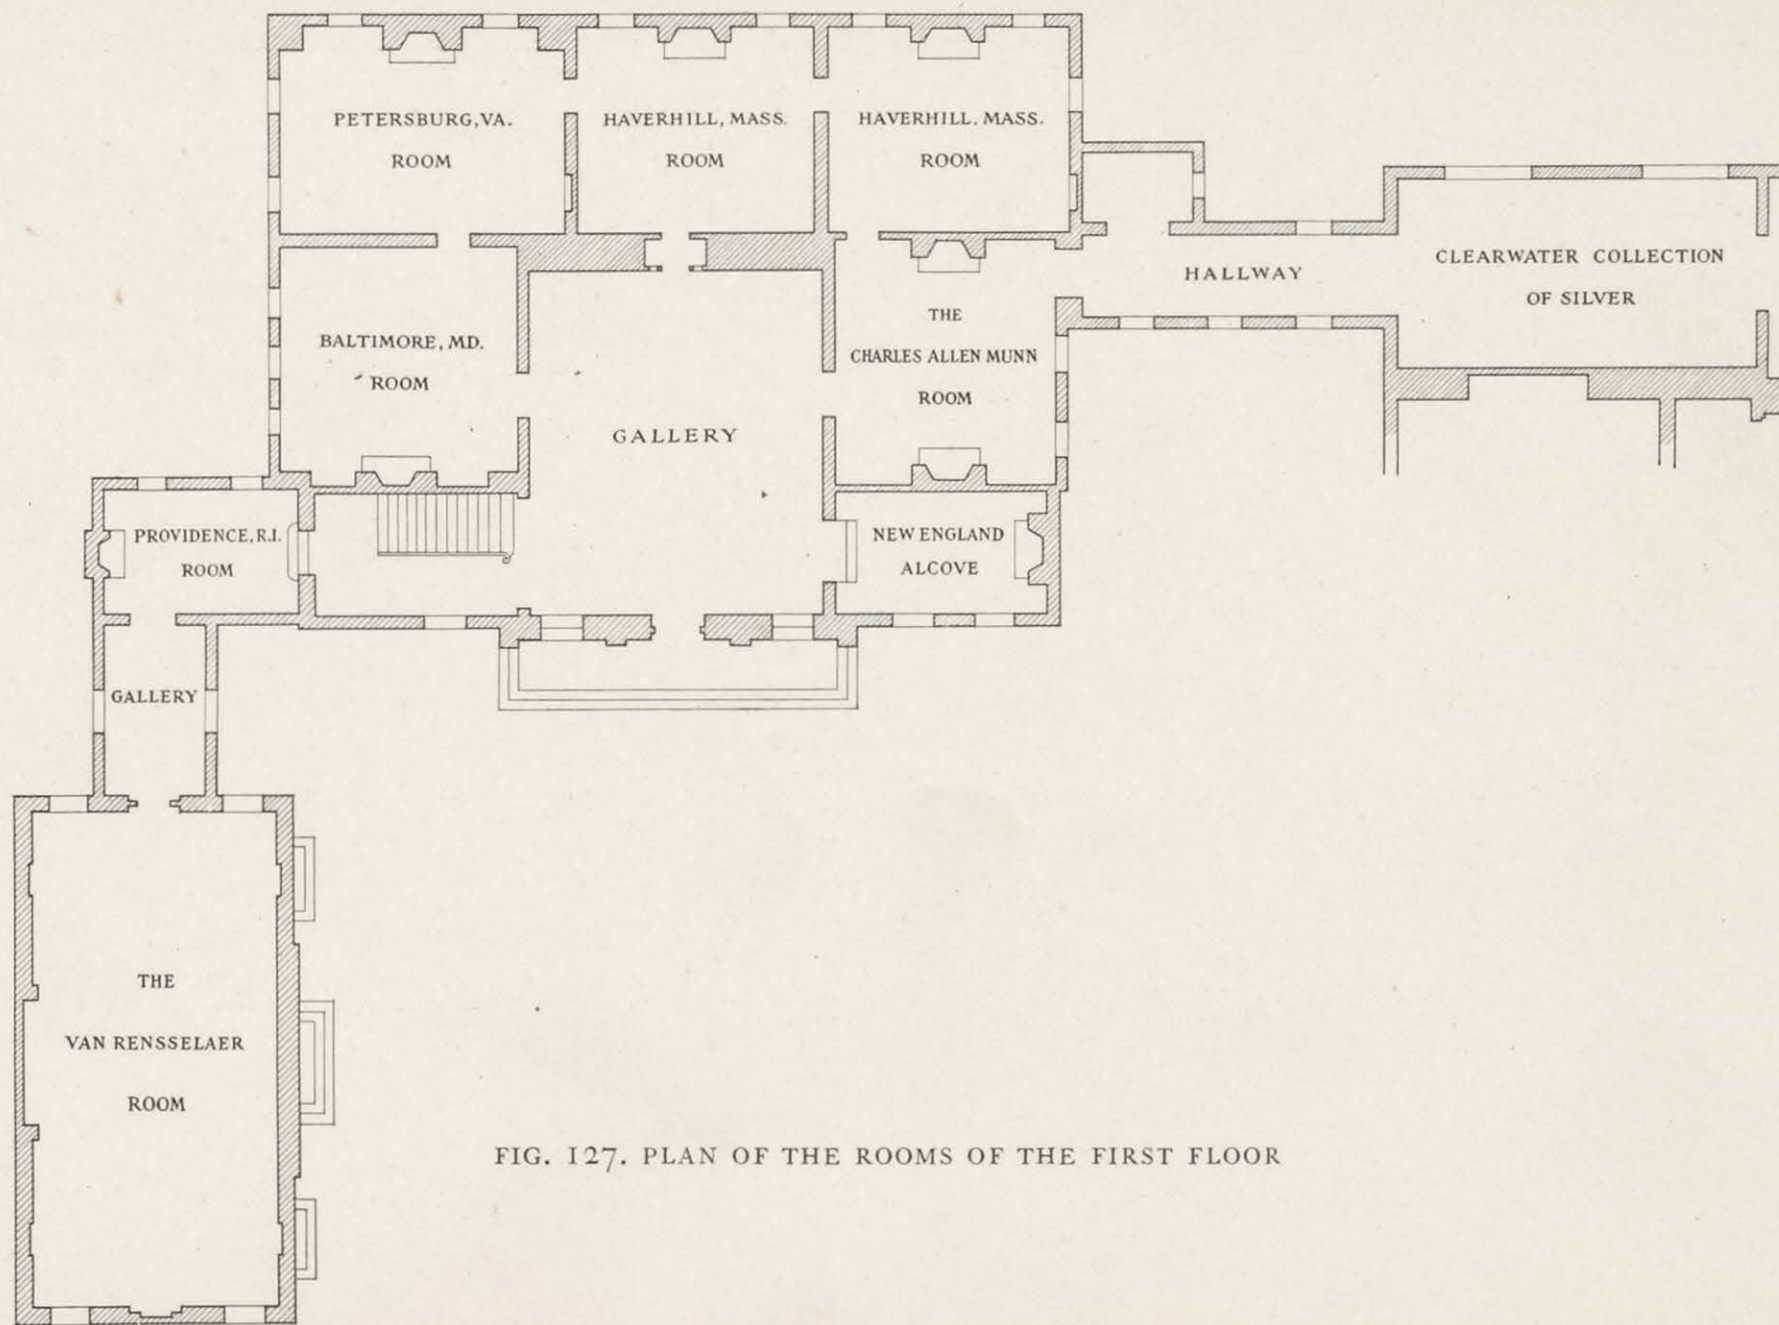 PETERSBURG, VA.
ROOM
HAVERHILL, MASS.
ROOM
HAVERHILL. MASS.
ROOM
HALLWAY
CLEARWATER COLLECTION
OF SILVER
BALTIMORE, MD.
ROOM
GALLERY
THE
CHARLES ALLEN MUNN
ROOM
PROVIDENCE, R.I.
ROOM
NEW ENGLAND
ALCOVE
GALLERY
THE
VAN RENSSELAER
ROOM
FIG. 127. PLAN OF THE ROOMS OF THE FIRST FLOOR